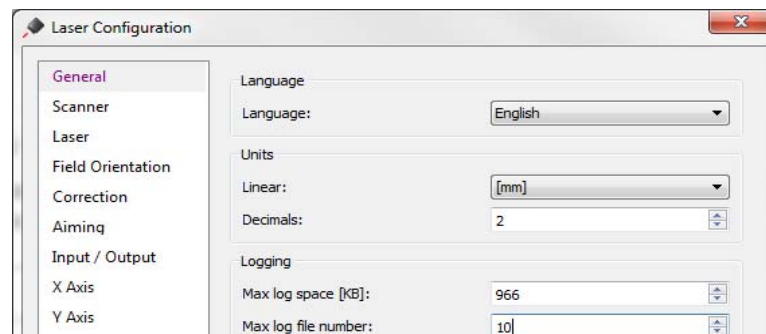 Laser Configuration
General
Scanner
Laser
Field Orientation
Correction
Aiming
Input / Output
X Axis
Y Axis
Language
Language: English
Units
Linear: [mm]
Decimals: 2
Logging
Max log space [KB]: 966
Max log file number: 10